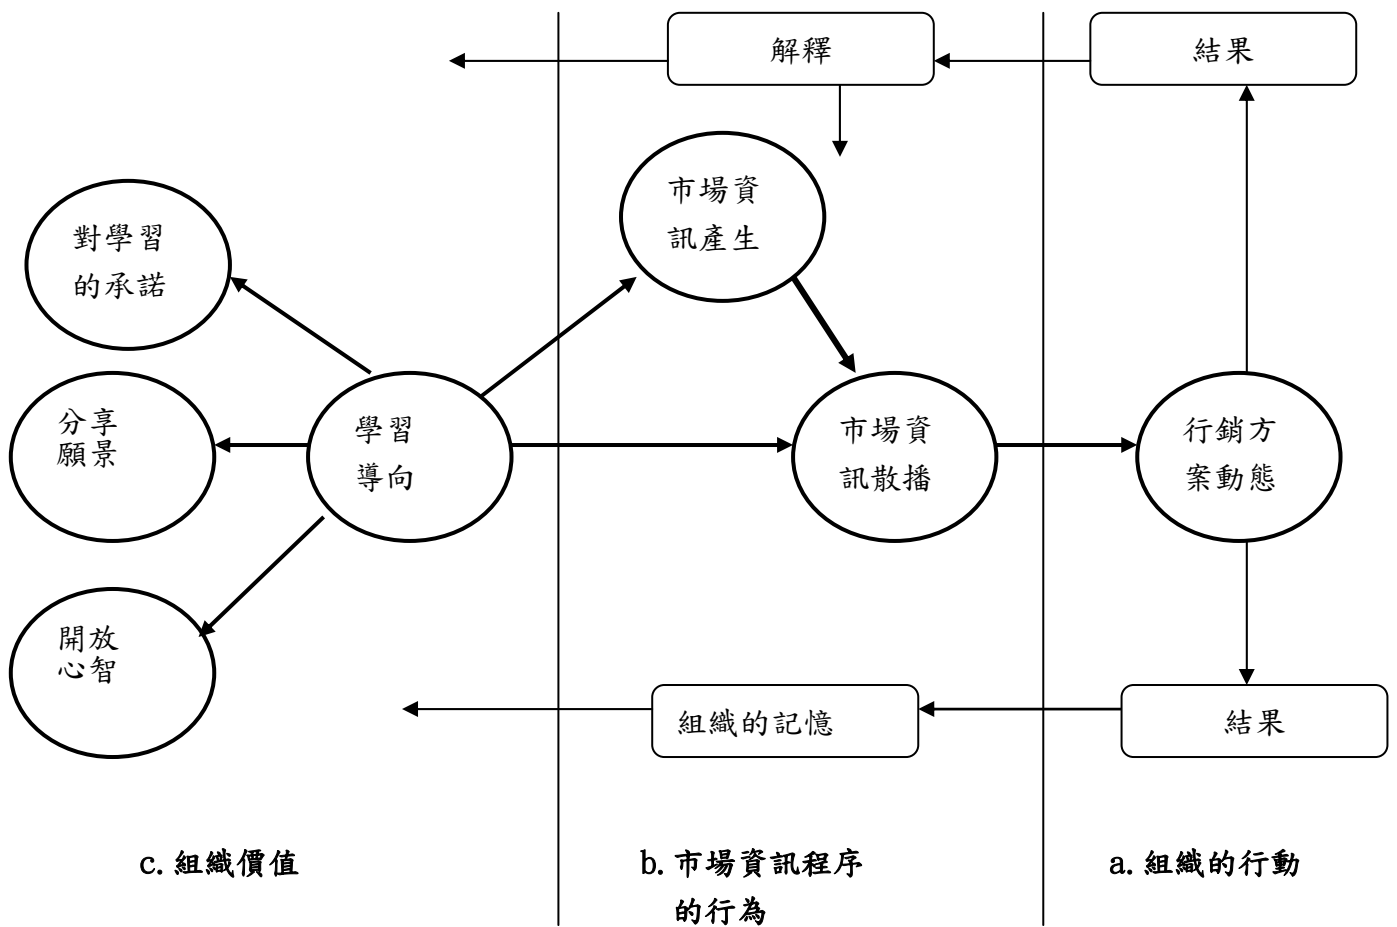 解釋
結果
市場資
訊產生
對學習
的承諾
分享
願景
學習
導向
市場資
訊散播
行銷方
案動態
開放
心智
組織的記憶
結果
c. 組織價值
b. 市場資訊程序
的行為
a. 組織的行動